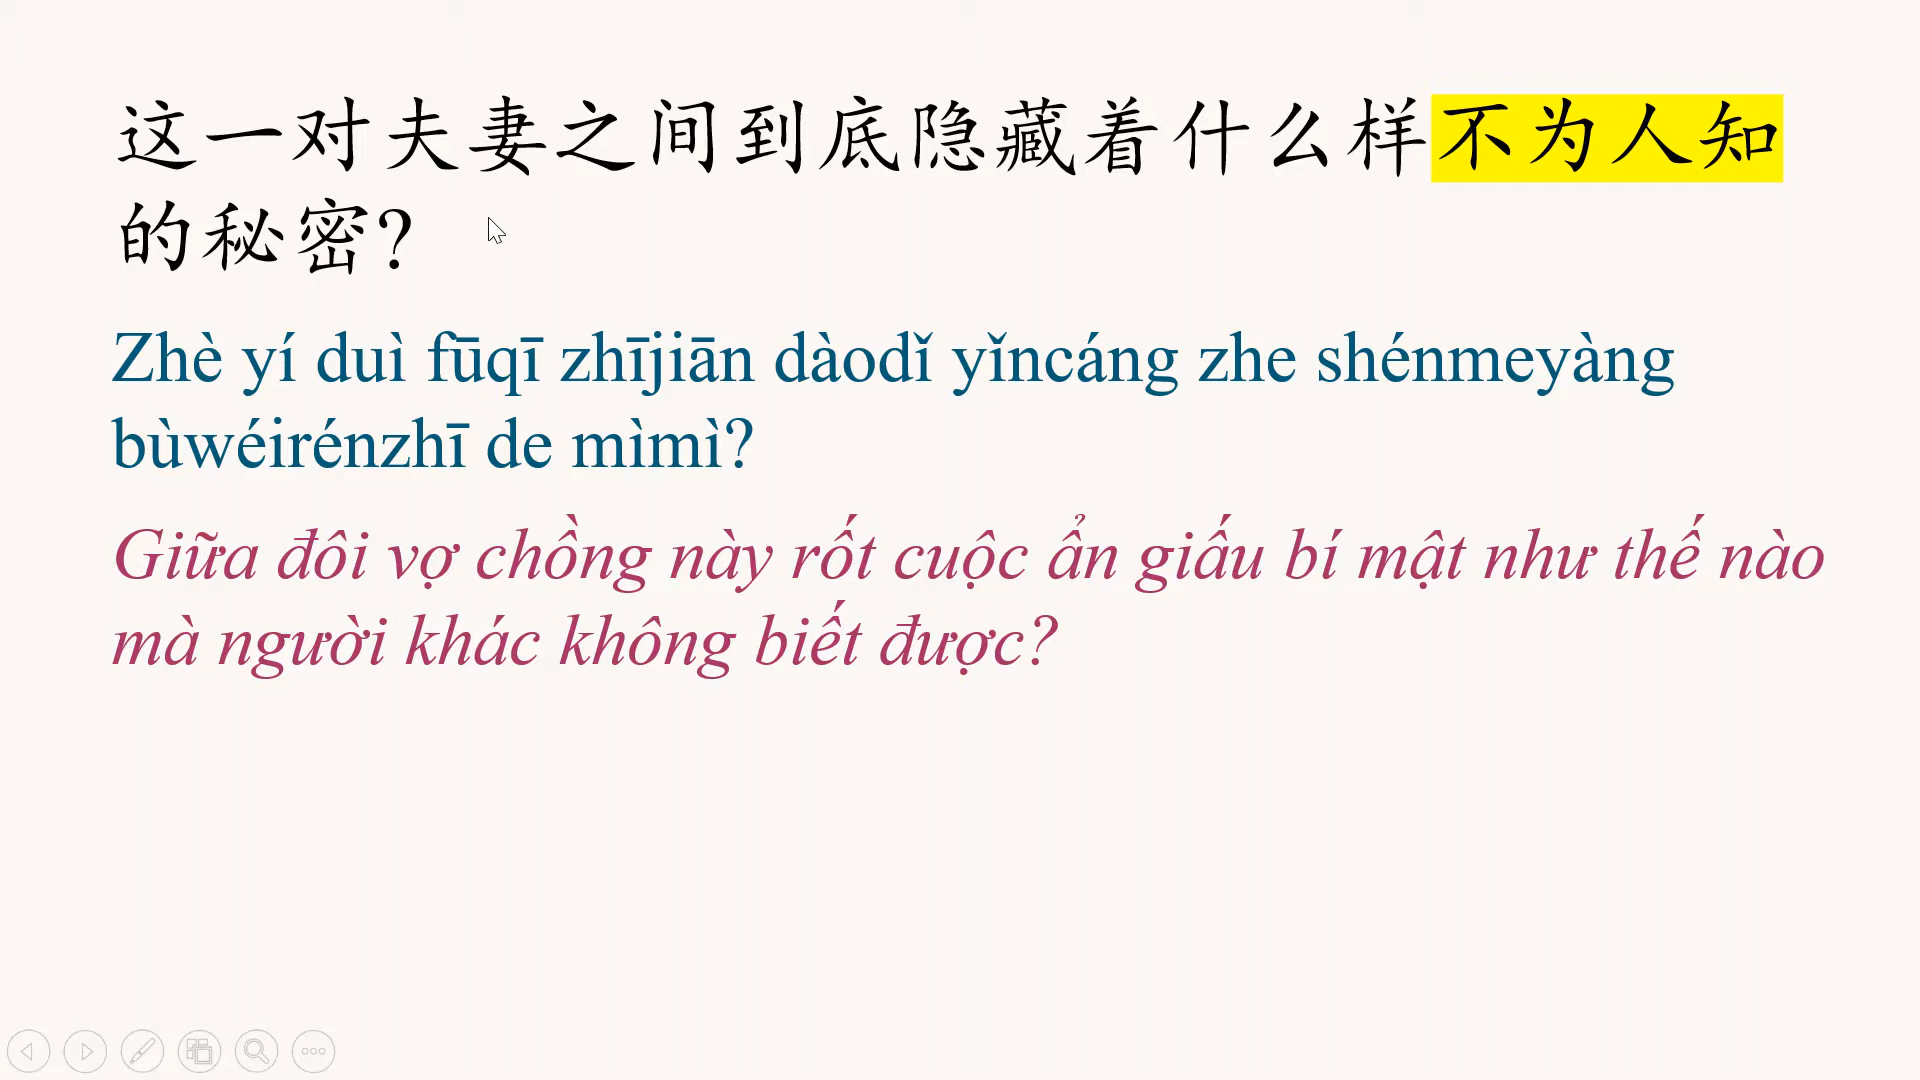 这一对夫妻之间到底隐藏着什么样不为人知
的秘密?
Zhè yí duì fūqī zhījiān dàodǐ yǐncáng zhe shénmeyàng
bùwéirénzhī de mìmì?
Giữa đôi vợ chồng này rốt cuộc ẩn giấu bí mật như thế nào
mà người khác không biết được?